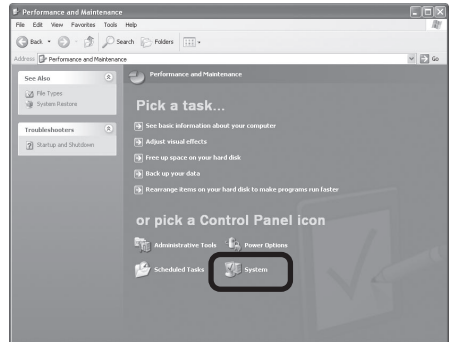 Performance and Maintenance
File Edit View Favorites Tools Help
Back Search Folders
Address Performance and Maintenance Go
See Also
File Types
System Restore
Troubleshooters
Startup and Shutdown
Performance and Maintenance
Pick a task...
See basic information about your computer
Adjust visual effects
Free up space on your hard disk
Back up your data
Rearrange items on your hard disk to make programs run faster
or pick a Control Panel icon
Administrative Tools Power Options
Scheduled Tasks System